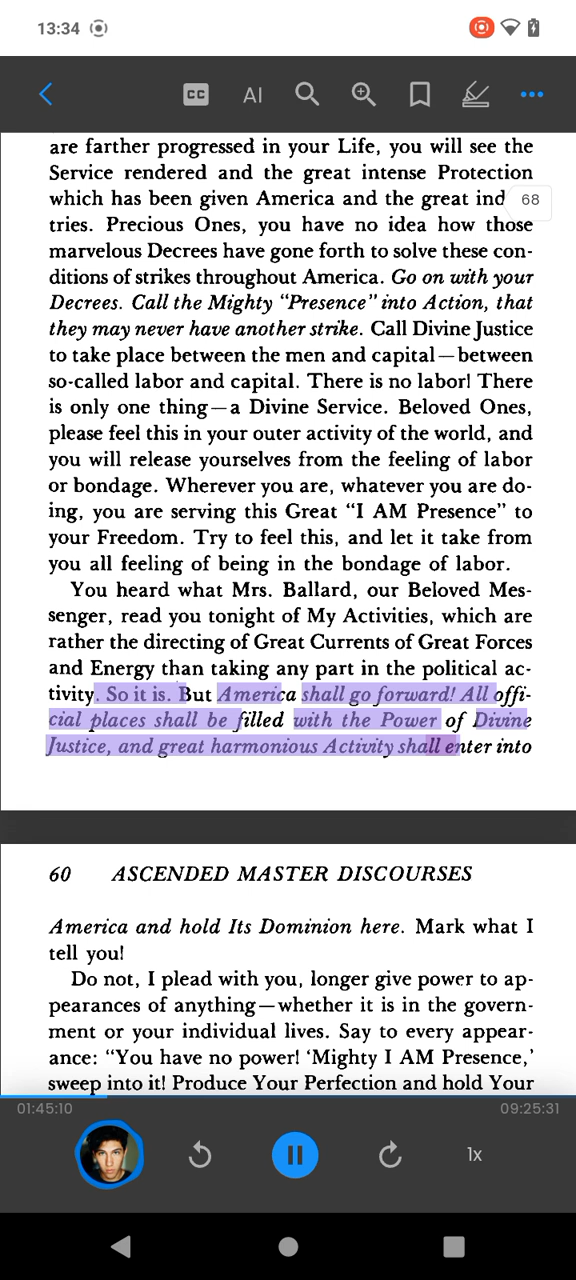 13:34
CC AI
are farther progressed in your Life, you will see the
Service rendered and the great intense Protection
which has been given America and the great ind
68
tries. Precious Ones, you have no idea how those
marvelous Decrees have gone forth to solve these con-
ditions of strikes throughout America. Go on with your
Decrees. Call the Mighty "Presence" into Action, that
they may never have another strike. Call Divine Justice
to take place between the men and capital—between
so-called labor and capital. There is no labor! There
is only one thing—a Divine Service. Beloved Ones,
please feel this in your outer activity of the world, and
you will release yourselves from the feeling of labor
or bondage. Wherever you are, whatever you are do-
ing, you are serving this Great "I AM Presence" to
your Freedom. Try to feel this, and let it take from
you all feeling of being in the bondage of labor.
You heard what Mrs. Ballard, our Beloved Mes-
senger, read you tonight of My Activities, which are
rather the directing of Great Currents of Great Forces
and Energy than taking any part in the political ac-
tivity. So it is. But America shall go forward! All offi-
cial places shall be filled with the Power of Divine
Justice, and great harmonious Activity shall enter into
60 ASCENDED MASTER DISCOURSES
America and hold Its Dominion here. Mark what I
tell you!
Do not, I plead with you, longer give power to ap-
pearances of anything—whether it is in the govern-
ment or your individual lives. Say to every appear-
ance: "You have no power! 'Mighty I AM Presence,'
sweep into it! Produce Your Perfection and hold Your
01:45:10 09:25:31
1x